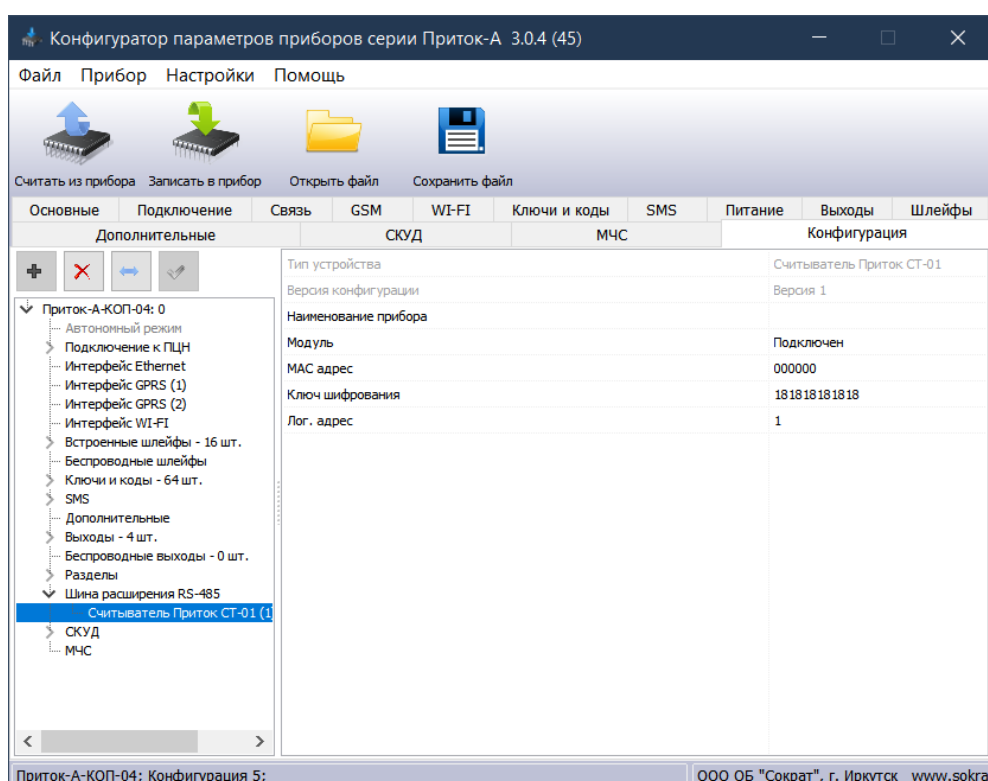 Конфигуратор параметров приборов серии Приток-А 3.0.4 (45)
Файл Прибор Настройки Помощь
Считать из прибора Записать в прибор Открыть файл Сохранить файл
Основные Подключение Связь GSM WI-FI Ключи и коды SMS Питание Выходы Шлейфы
Дополнительные СКУД МЧС Конфигурация
Приток-А-КОП-04: 0
Автономный режим
Подключение к ПЦН
Интерфейс Ethernet
Интерфейс GPRS (1)
Интерфейс GPRS (2)
Интерфейс WI-FI
Встроенные шлейфы - 16 шт.
Беспроводные шлейфы
Ключи и коды - 64 шт.
SMS
Дополнительные
Выходы - 4 шт.
Беспроводные выходы - 0 шт.
Разделы
Шина расширения RS-485
Считыватель Приток СТ-01 (1)
СКУД
МЧС
Тип устройства Считыватель Приток СТ-01
Версия конфигурации Версия 1
Наименование прибора
Модуль Подключен
MAC адрес 000000
Ключ шифрования 181818181818
Лог. адрес 1
Приток-А-КОП-04; Конфигурация 5; ООО ОБ "Сократ", г. Иркутск www.sokra